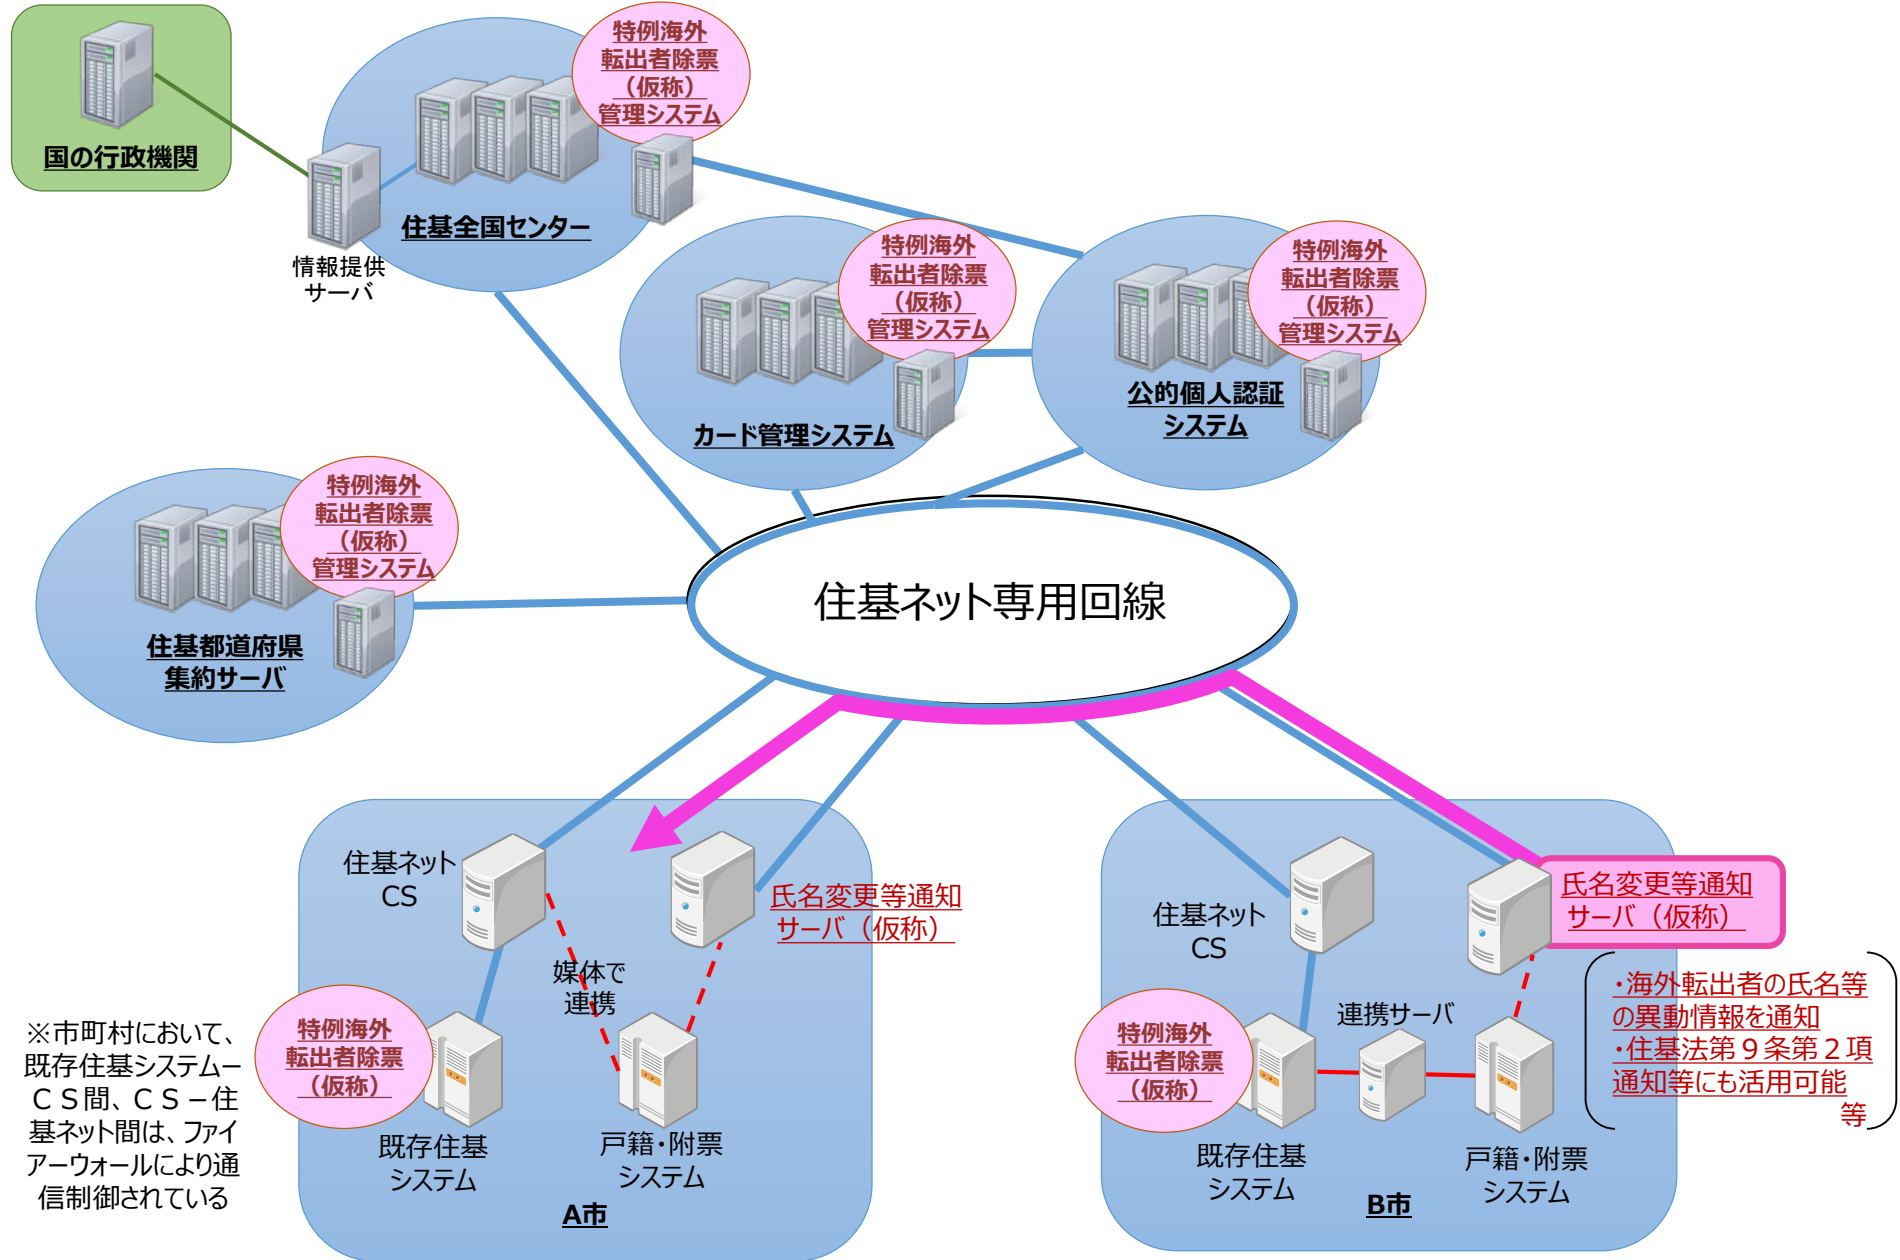 国の行政機関
特例海外
転出者除票
（仮称）
管理システム
住基全国センター
情報提供
サーバ
特例海外
転出者除票
（仮称）
管理システム
カード管理システム
特例海外
転出者除票
（仮称）
管理システム
公的個人認証
システム
特例海外
転出者除票
（仮称）
管理システム
住基都道府県
集約サーバ
住基ネット専用回線
住基ネット
CS
氏名変更等通知
サーバ（仮称）
媒体で
連携
特例海外
転出者除票
（仮称）
既存住基
システム
戸籍・附票
システム
A市
※市町村において、
既存住基システムー
ＣＳ間、ＣＳ－住
基ネット間は、ファイ
アーウォールにより通
信制御されている
住基ネット
CS
氏名変更等通知
サーバ（仮称）
・海外転出者の氏名等
の異動情報を通知
・住基法第９条第２項
通知等にも活用可能
等
連携サーバ
特例海外
転出者除票
（仮称）
既存住基
システム
戸籍・附票
システム
B市